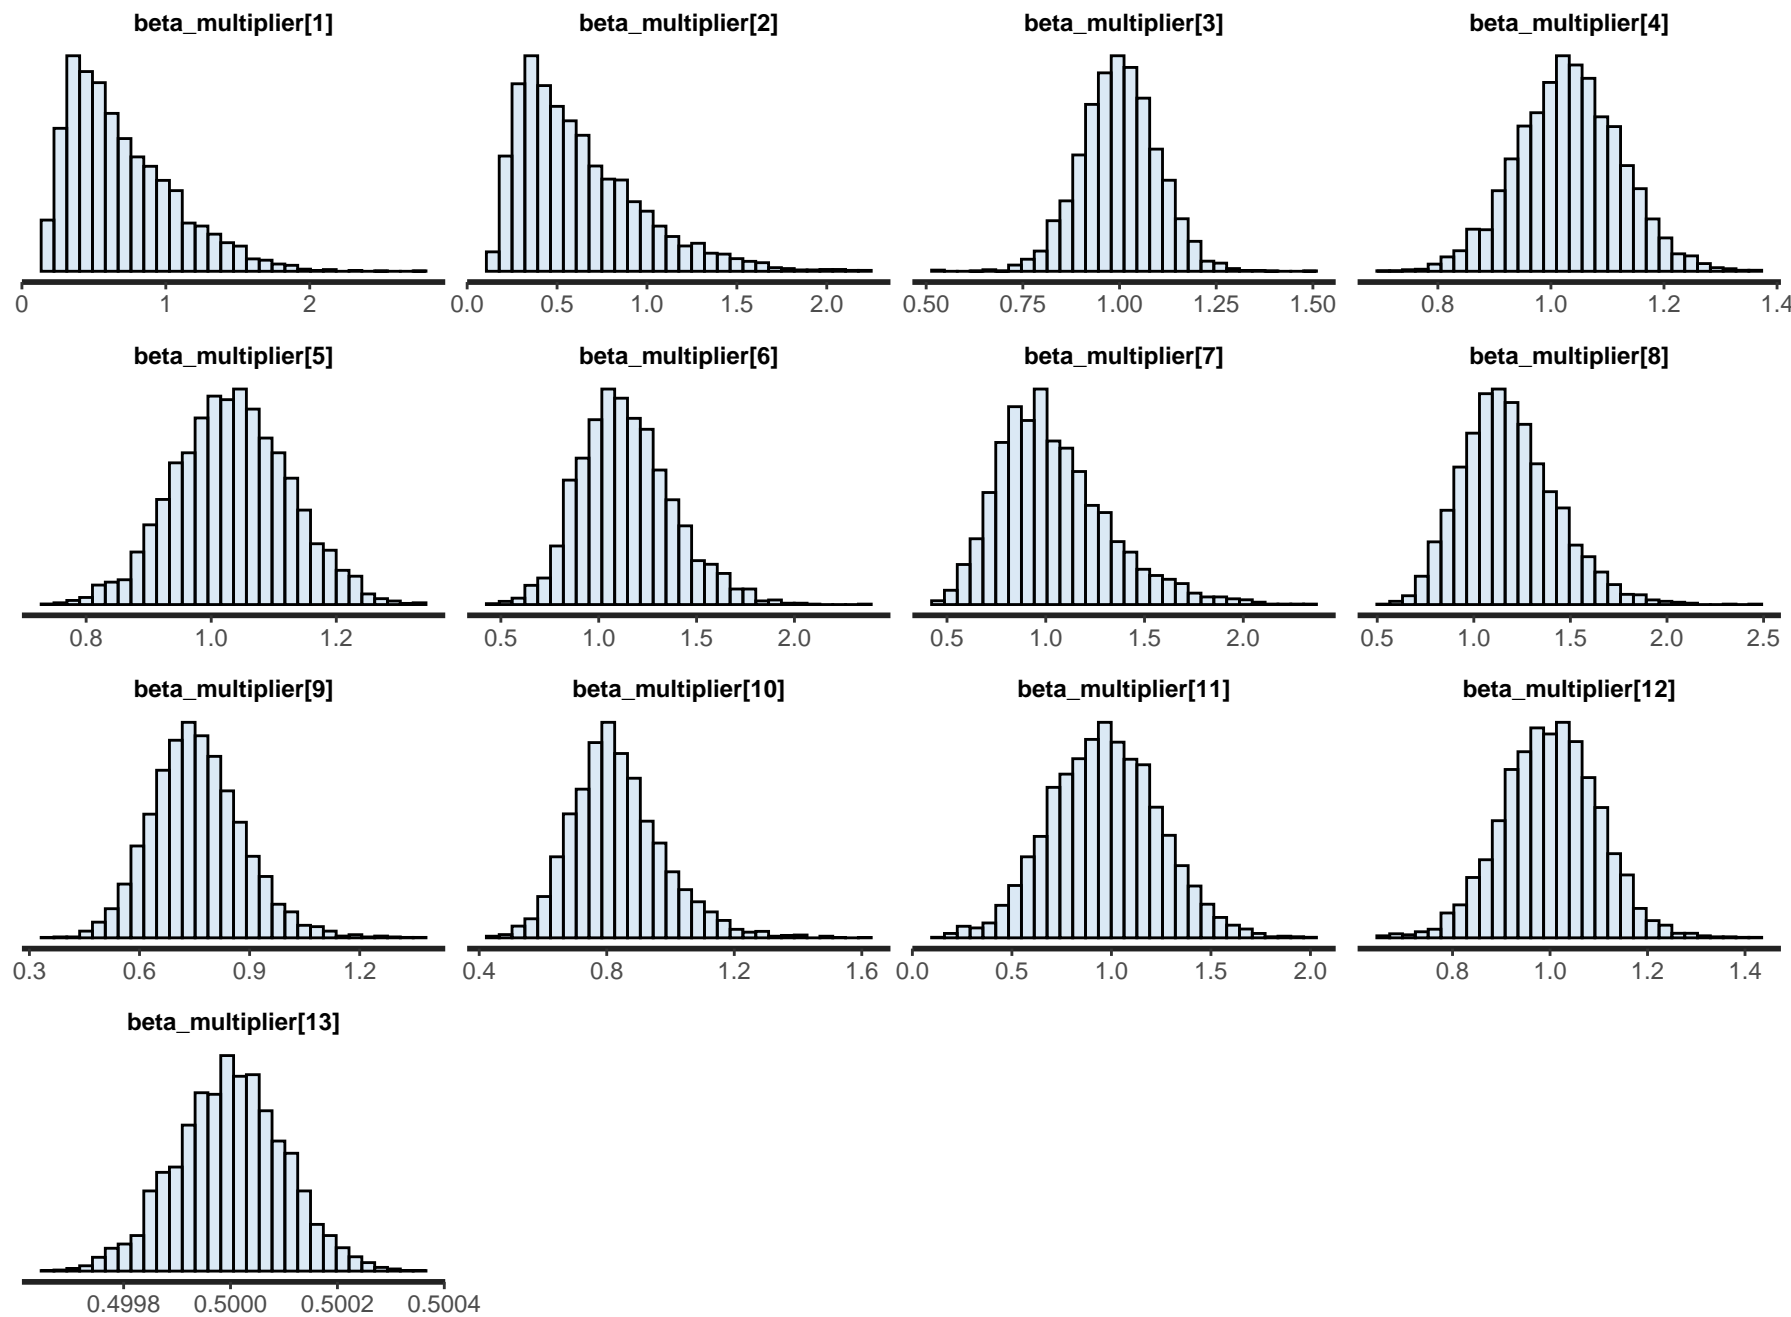 beta_multiplier[1] beta_multiplier[2] beta_multiplier[3] beta_multiplier[4]
0 1 2 0.0 0.5 1.0 1.5 2.0 0.50 0.75 1.00 1.25 1.50 0.8 1.0 1.2 1.4
beta_multiplier[5] beta_multiplier[6] beta_multiplier[7] beta_multiplier[8]
0.8 1.0 1.2 0.5 1.0 1.5 2.0 0.5 1.0 1.5 2.0 0.5 1.0 1.5 2.0 2.5
beta_multiplier[9] beta_multiplier[10] beta_multiplier[11] beta_multiplier[12]
0.3 0.6 0.9 1.2 0.4 0.8 1.2 1.6 0.0 0.5 1.0 1.5 2.0 0.8 1.0 1.2 1.4
beta_multiplier[13]
0.4998 0.5000 0.5002 0.5004